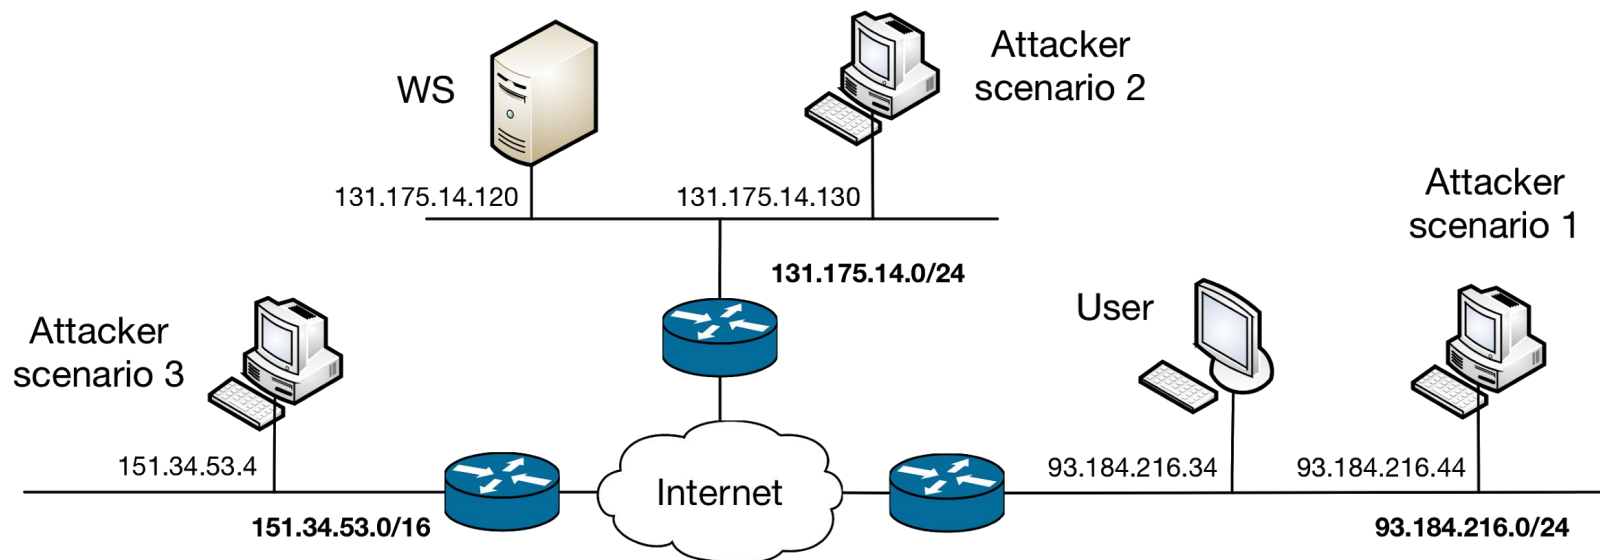 WS
Attacker
scenario 2
131.175.14.120
131.175.14.130
131.175.14.0/24
Attacker
scenario 1
Attacker
scenario 3
User
151.34.53.4
Internet
93.184.216.34
93.184.216.44
151.34.53.0/16
93.184.216.0/24